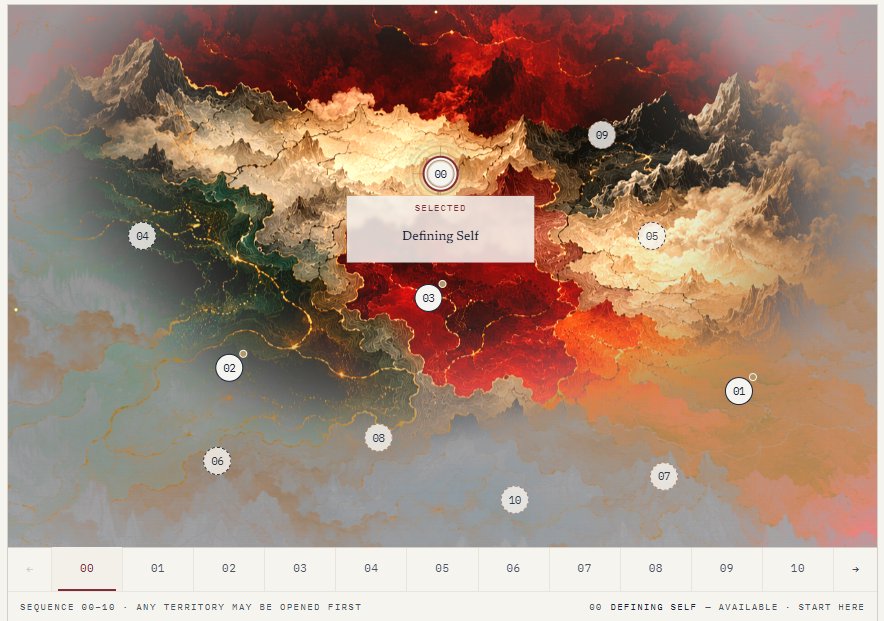 09
00
SELECTED
Defining Self
04
05
03
02
01
08
06
07
10
← 00 01 02 03 04 05 06 07 08 09 10 →
SEQUENCE 00–10 · ANY TERRITORY MAY BE OPENED FIRST
00 DEFINING SELF — AVAILABLE · START HERE